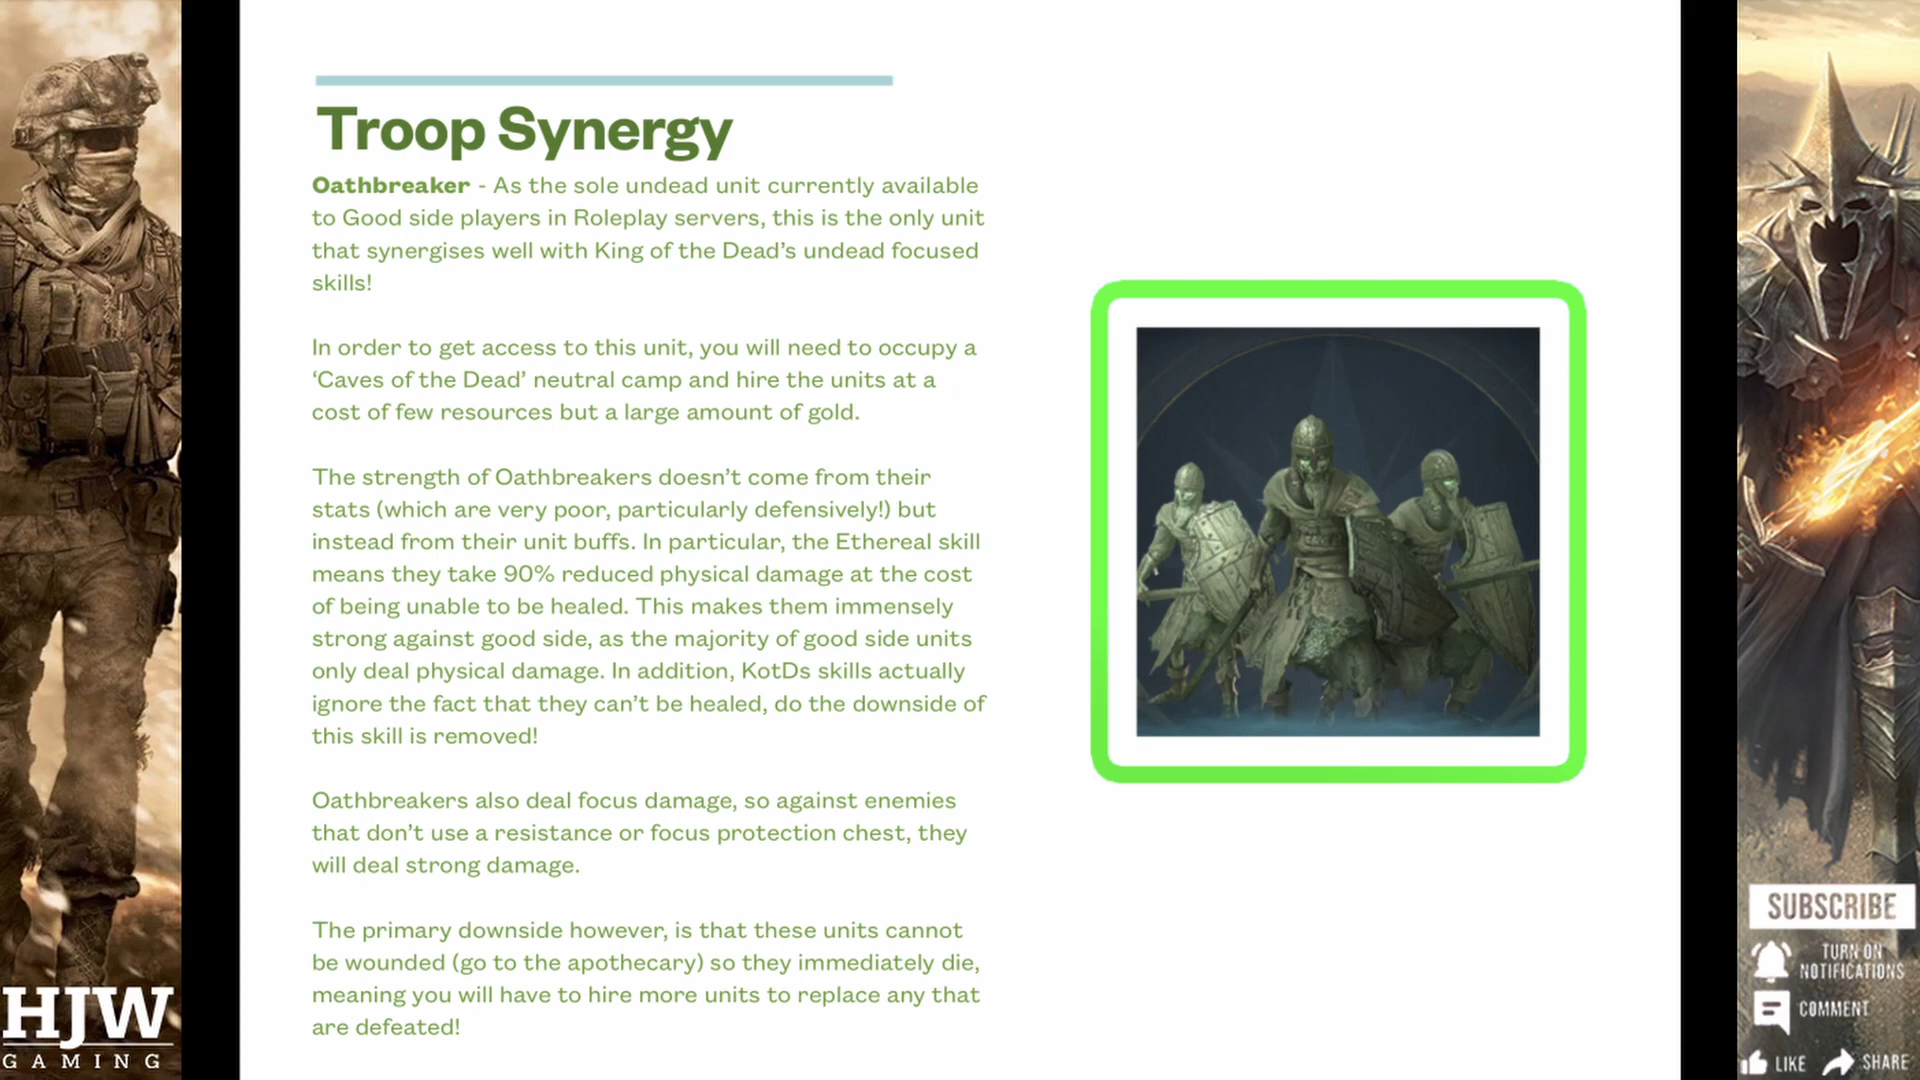 Troop Synergy
Oathbreaker - As the sole undead unit currently available
to Good side players in Roleplay servers, this is the only unit
that synergises well with King of the Dead’s undead focused
skills!
In order to get access to this unit, you will need to occupy a
‘Caves of the Dead’ neutral camp and hire the units at a
cost of few resources but a large amount of gold.
The strength of Oathbreakers doesn’t come from their
stats (which are very poor, particularly defensively!) but
instead from their unit buffs. In particular, the Ethereal skill
means they take 90% reduced physical damage at the cost
of being unable to be healed. This makes them immensely
strong against good side, as the majority of good side units
only deal physical damage. In addition, KotDs skills actually
ignore the fact that they can’t be healed, do the downside of
this skill is removed!
Oathbreakers also deal focus damage, so against enemies
that don’t use a resistance or focus protection chest, they
will deal strong damage.
The primary downside however, is that these units cannot
be wounded (go to the apothecary) so they immediately die,
meaning you will have to hire more units to replace any that
are defeated!
HJW
GAMING
SUBSCRIBE
TURN ON
NOTIFICATIONS
COMMENT
LIKE SHARE